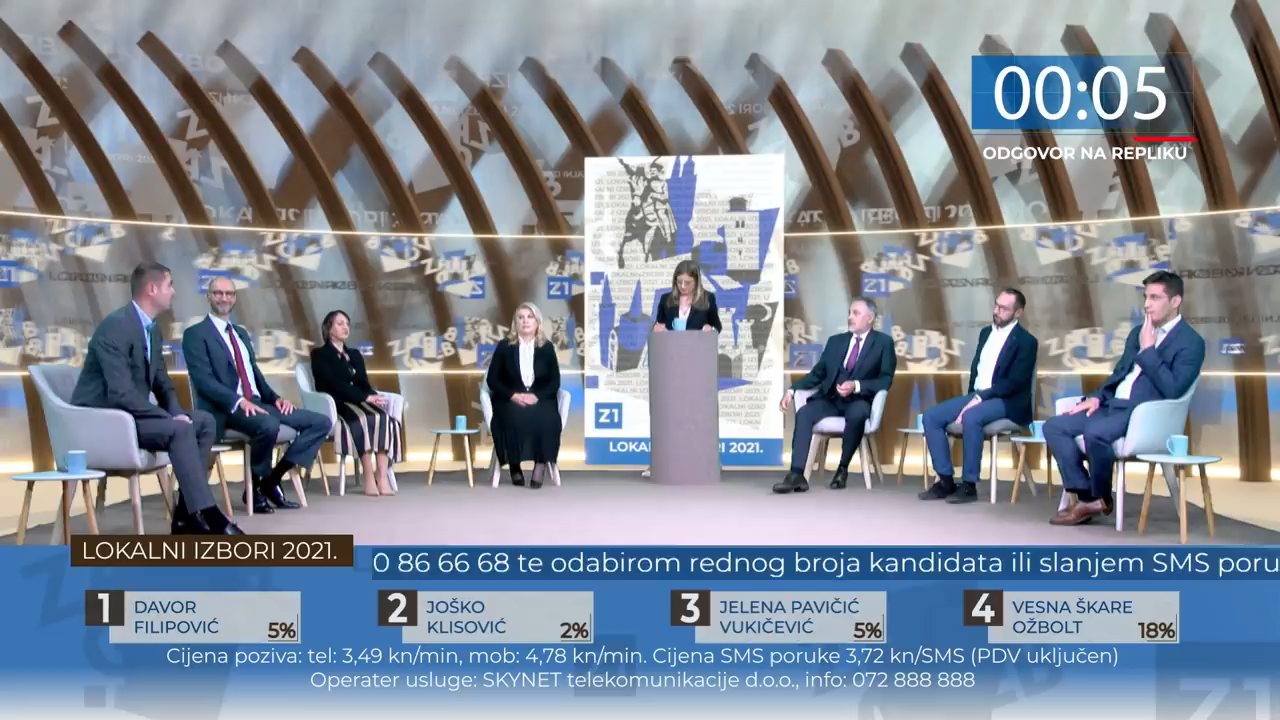 00:05
ODGOVOR NA REPLIKU
Z1
LOKALNI IZBORI 2021.
LOKALNI IZBORI 2021.
0 86 66 68 te odabirom rednog broja kandidata ili slanjem SMS poru
1 DAVOR FILIPOVIĆ 5%
2 JOŠKO KLISOVIĆ 2%
3 JELENA PAVIČIĆ VUKIČEVIĆ 5%
4 VESNA ŠKARE OŽBOLT 18%
Cijena poziva: tel: 3,49 kn/min, mob: 4,78 kn/min. Cijena SMS poruke 3,72 kn/SMS (PDV uključen)
Operater usluge: SKYNET telekomunikacije d.o.o., info: 072 888 888